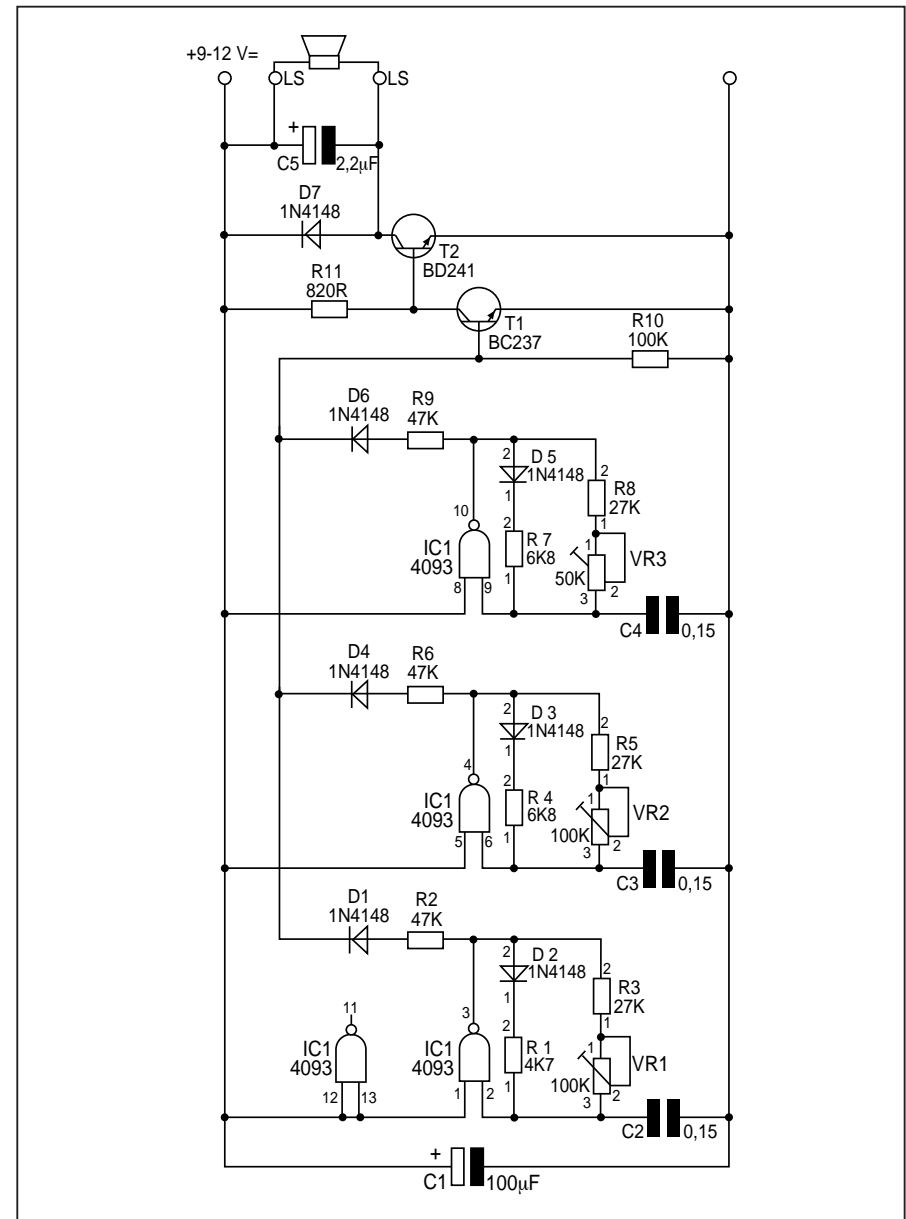 +9-12 V=
LS
LS
+
C5
2,2µF
D7
1N4148
T2
BD241
R11
820R
T1
BC237
R10
100K
D6
1N4148
R9
47K
2
D 5
1N4148
1
2
R8
27K
1
10
IC1
4093
8
9
2
R 7
6K8
1
1
50K
VR3
3
2
C4
0,15
D4
1N4148
R6
47K
2
D 3
1N4148
1
2
R5
27K
1
4
IC1
4093
5
6
2
R 4
6K8
1
1
100K
VR2
3
2
C3
0,15
D1
1N4148
R2
47K
2
D 2
1N4148
1
2
R3
27K
1
11
IC1
4093
12
13
3
IC1
4093
1
2
2
R 1
4K7
1
1
100K
VR1
3
2
C2
0,15
+
C1
100µF